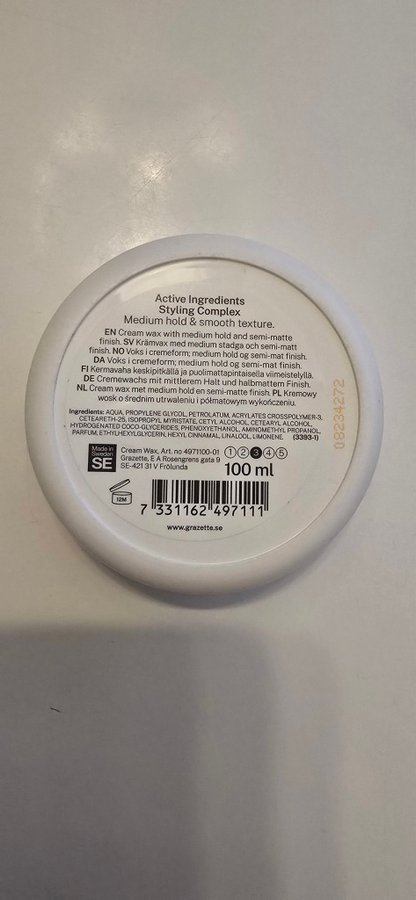 Active Ingredients
Styling Complex
Medium hold & smooth texture.
EN Cream wax with medium hold and semi-matte
finish. SV Krämvax med medium stadga och semi-matt
finish. NO Voks i cremeform; medium hold og semi-mat finish.
DA Voks i cremeform; medium hold og semi-mat finish.
FI Kermavaha keskipitkällä ja puolimattapintaisella viimeistelyllä.
DE Cremewachs mit mittlerem Halt und halbmattem Finish.
NL Cream wax met medium hold en semi-matte finish. PL Kremowy
wosk o średnim utrwaleniu i półmatowym wykończeniu.
Ingredients: AQUA, PROPYLENE GLYCOL, PETROLATUM, ACRYLATES CROSSPOLYMER-3,
CETEARETH-25, ISOPROPYL MYRISTATE, CETYL ALCOHOL, CETEARYL ALCOHOL,
HYDROGENATED COCO-GLYCERIDES, PHENOXYETHANOL, AMINOMETHYL PROPANOL,
PARFUM, ETHYLHEXYLGLYCERIN, HEXYL CINNAMAL, LINALOOL, LIMONENE. (3393-1)
Made in
Sweden
SE
Cream Wax, Art. no 4971100-01
Grazette, E A Rosengrens gata 9
SE-421 31 V Frölunda
1 2 3 4 5
100 ml
12M
7 331162 497111
www.grazette.se
08234272